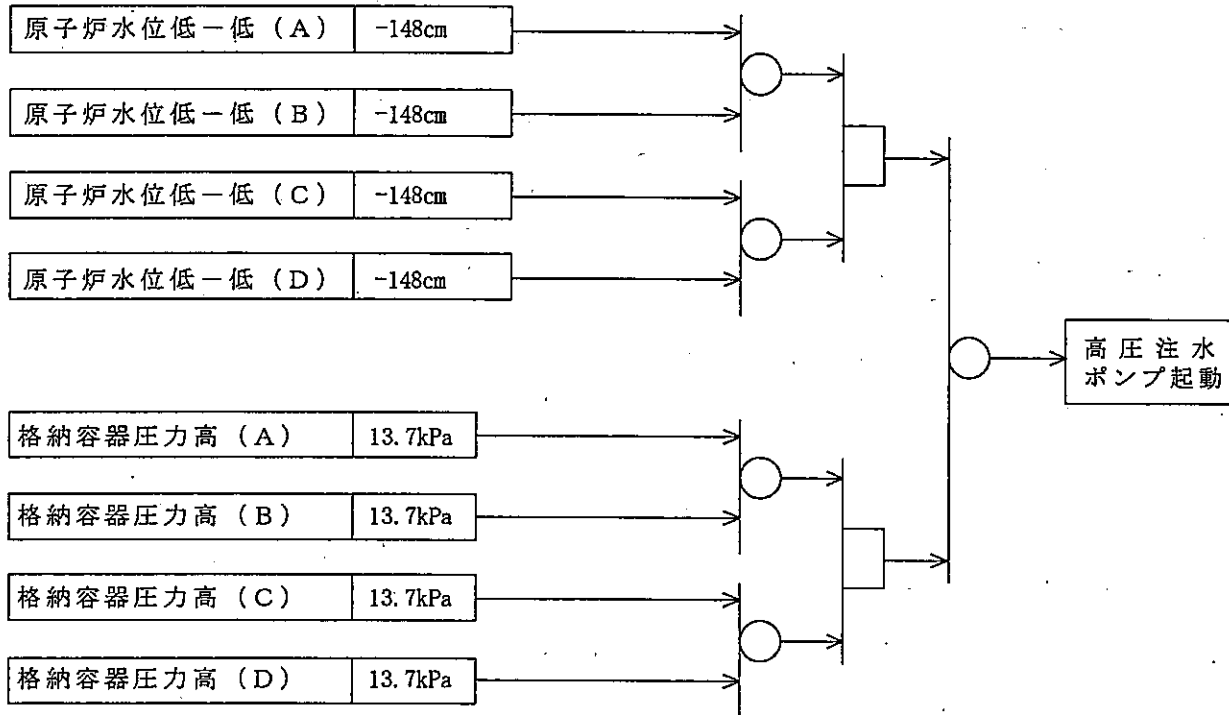 原子炉水位低－低（A） -148cm
原子炉水位低－低（B） -148cm
原子炉水位低－低（C） -148cm
原子炉水位低－低（D） -148cm
高圧注水
ポンプ起動
格納容器圧力高（A） 13.7kPa
格納容器圧力高（B） 13.7kPa
格納容器圧力高（C） 13.7kPa
格納容器圧力高（D） 13.7kPa